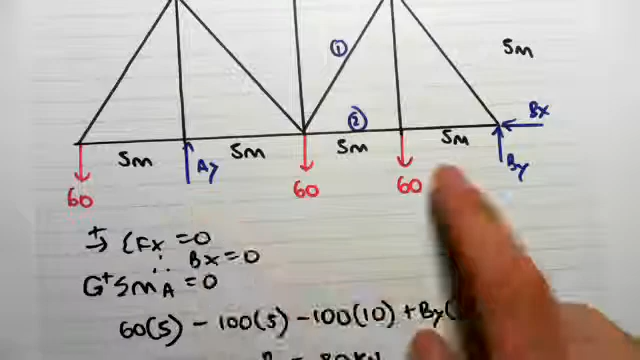 ①
5m
②
Bx
5m
Ay
5m
5m
5m
By
60
60
60
+→ ΣFx = 0
∴ Bx = 0
G+ ΣMA = 0
60(5) - 100(5) - 100(10) + By(